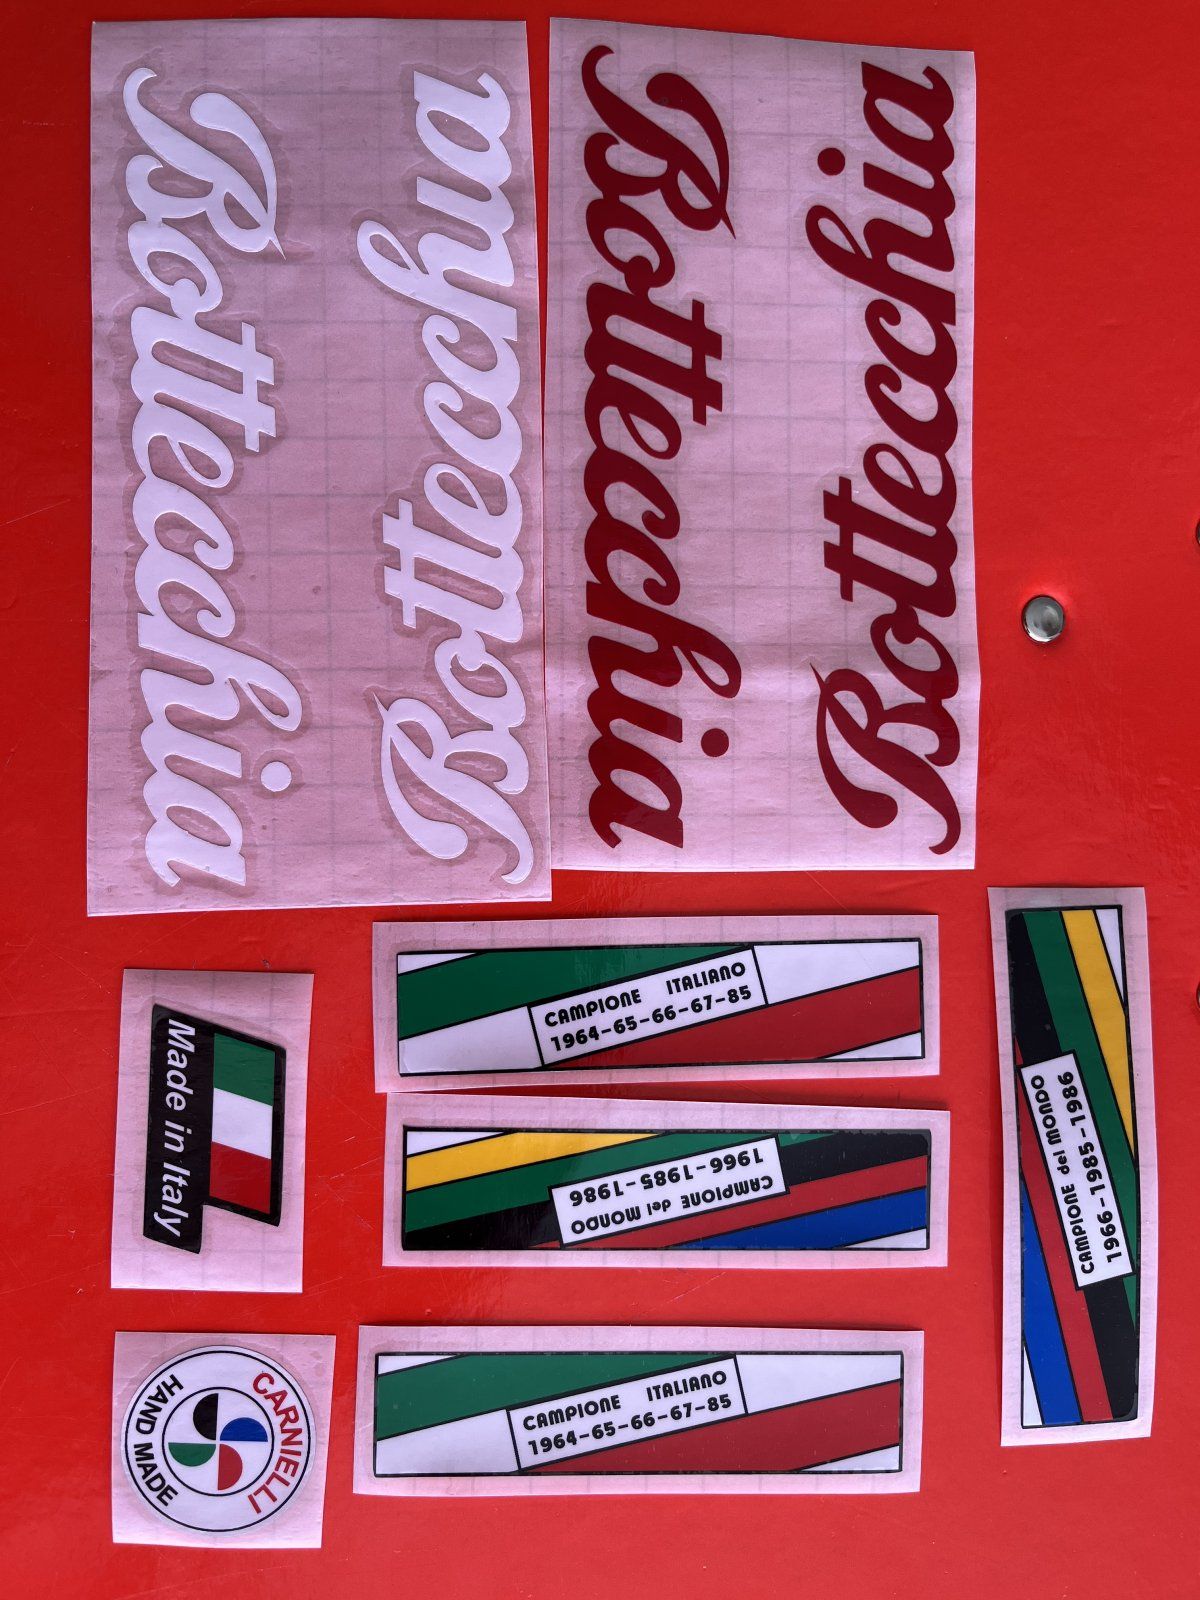 Bottecchia
Bottecchia
Bottecchia
Bottecchia
CAMPIONE ITALIANO
1964-65-66-67-85
CAMPIONE del MONDO
1966-1985-1986
CAMPIONE del MONDO
1966-1985-1986
Made in Italy
CAMPIONE ITALIANO
1964-65-66-67-85
CARNIELLI
HAND MADE